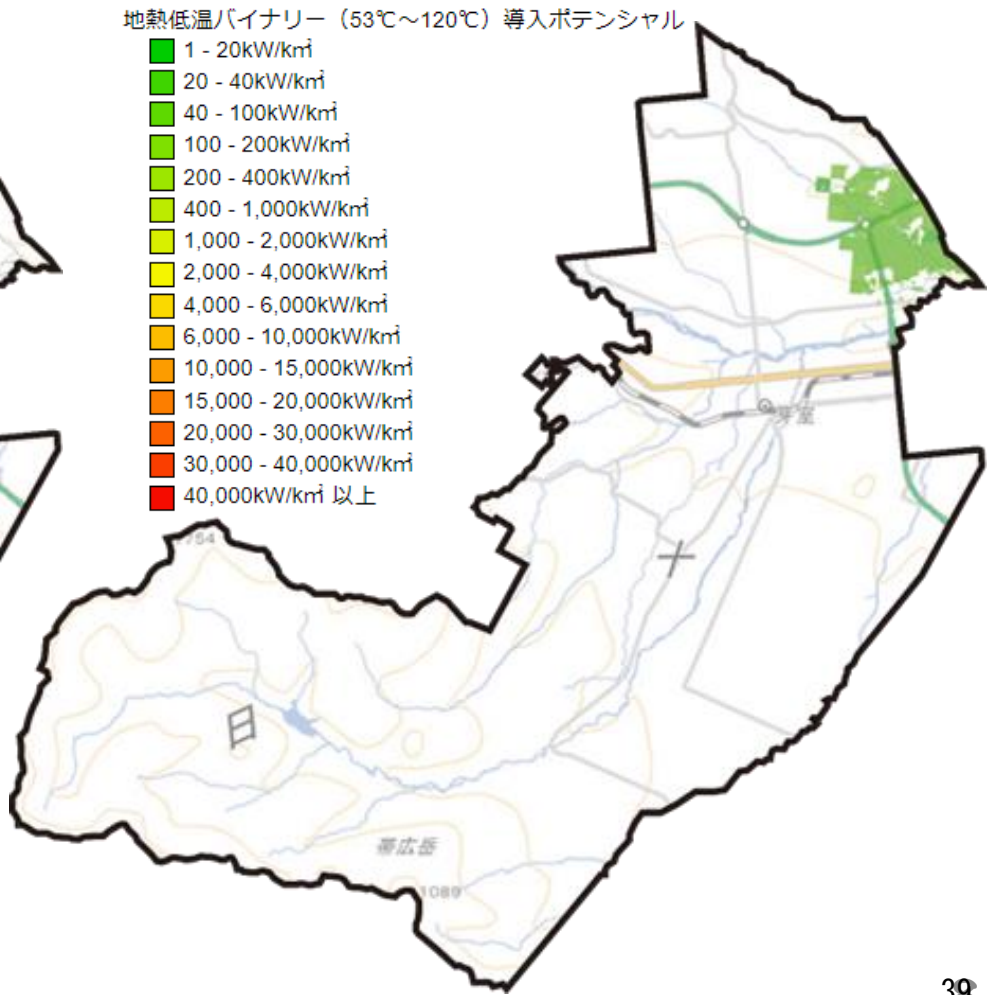 地熱低温バイナリー（53℃～120℃）導入ポテンシャル
1 - 20kW/k㎡
20 - 40kW/k㎡
40 - 100kW/k㎡
100 - 200kW/k㎡
200 - 400kW/k㎡
400 - 1,000kW/k㎡
1,000 - 2,000kW/k㎡
2,000 - 4,000kW/k㎡
4,000 - 6,000kW/k㎡
6,000 - 10,000kW/k㎡
10,000 - 15,000kW/k㎡
15,000 - 20,000kW/k㎡
20,000 - 30,000kW/k㎡
30,000 - 40,000kW/k㎡
40,000kW/k㎡ 以上
芽室
1754
帯広岳
1089
39